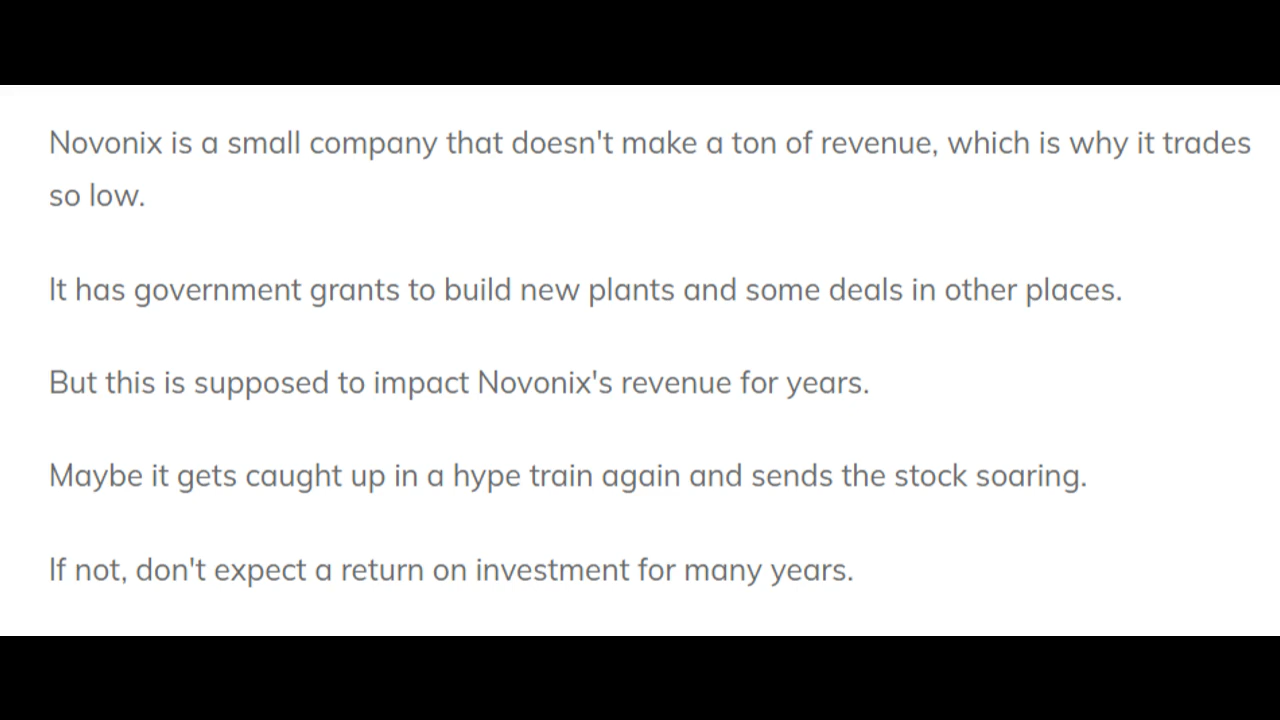 Novonix is a small company that doesn't make a ton of revenue, which is why it trades
so low.
It has government grants to build new plants and some deals in other places.
But this is supposed to impact Novonix's revenue for years.
Maybe it gets caught up in a hype train again and sends the stock soaring.
If not, don't expect a return on investment for many years.